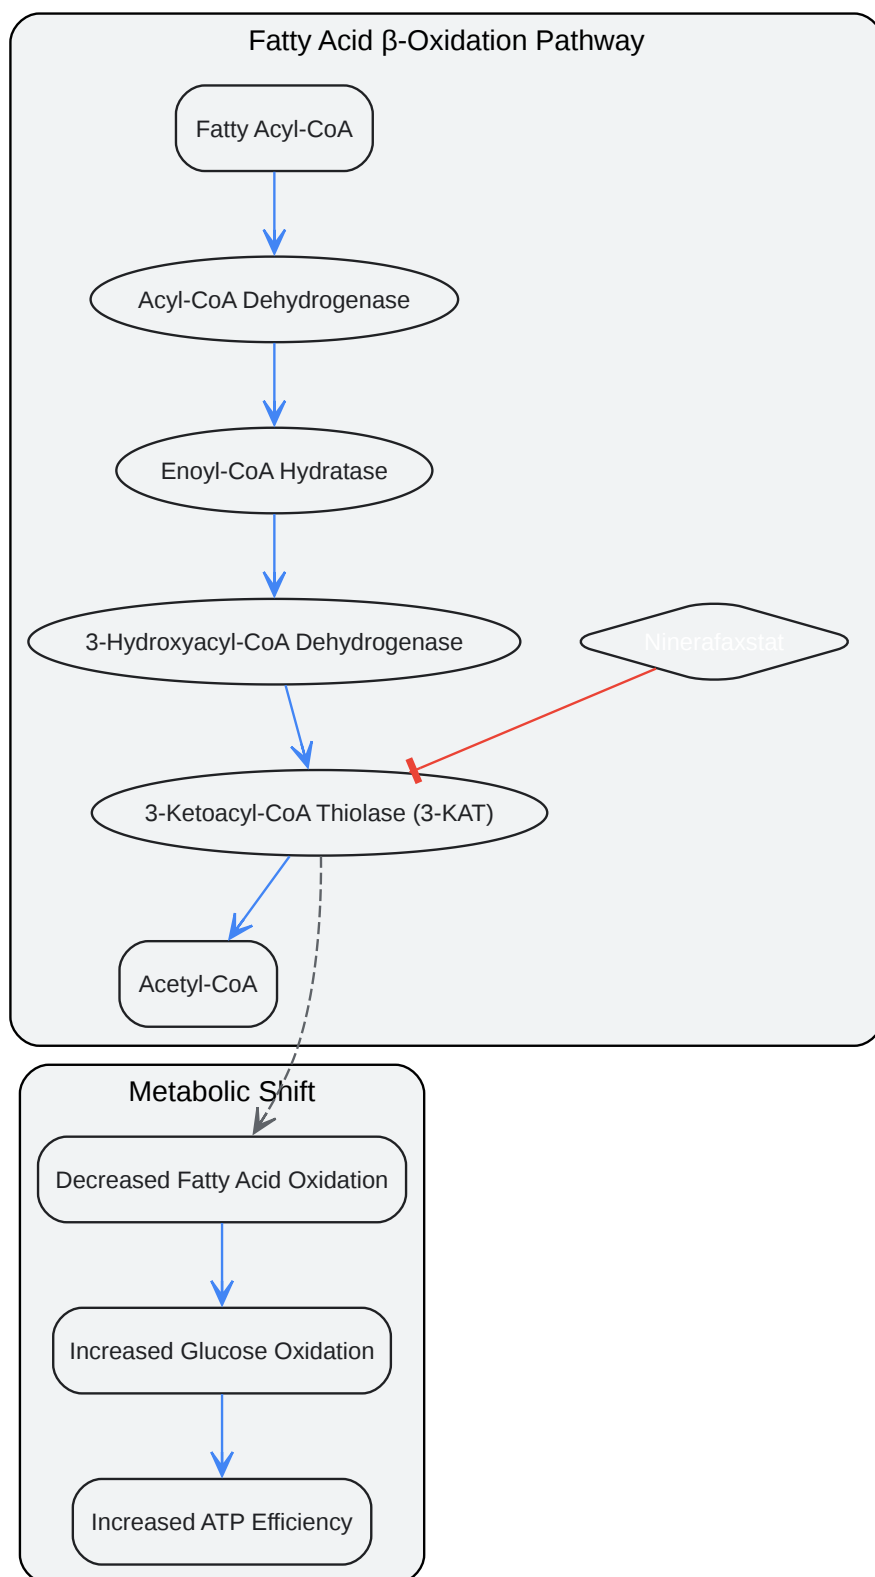 Fatty Acid β-Oxidation Pathway
Fatty Acyl-CoA
Acyl-CoA Dehydrogenase
Enoyl-CoA Hydratase
3-Hydroxyacyl-CoA Dehydrogenase
Ninerafaxstat
3-Ketoacyl-CoA Thiolase (3-KAT)
Acetyl-CoA
Metabolic Shift
Decreased Fatty Acid Oxidation
Increased Glucose Oxidation
Increased ATP Efficiency